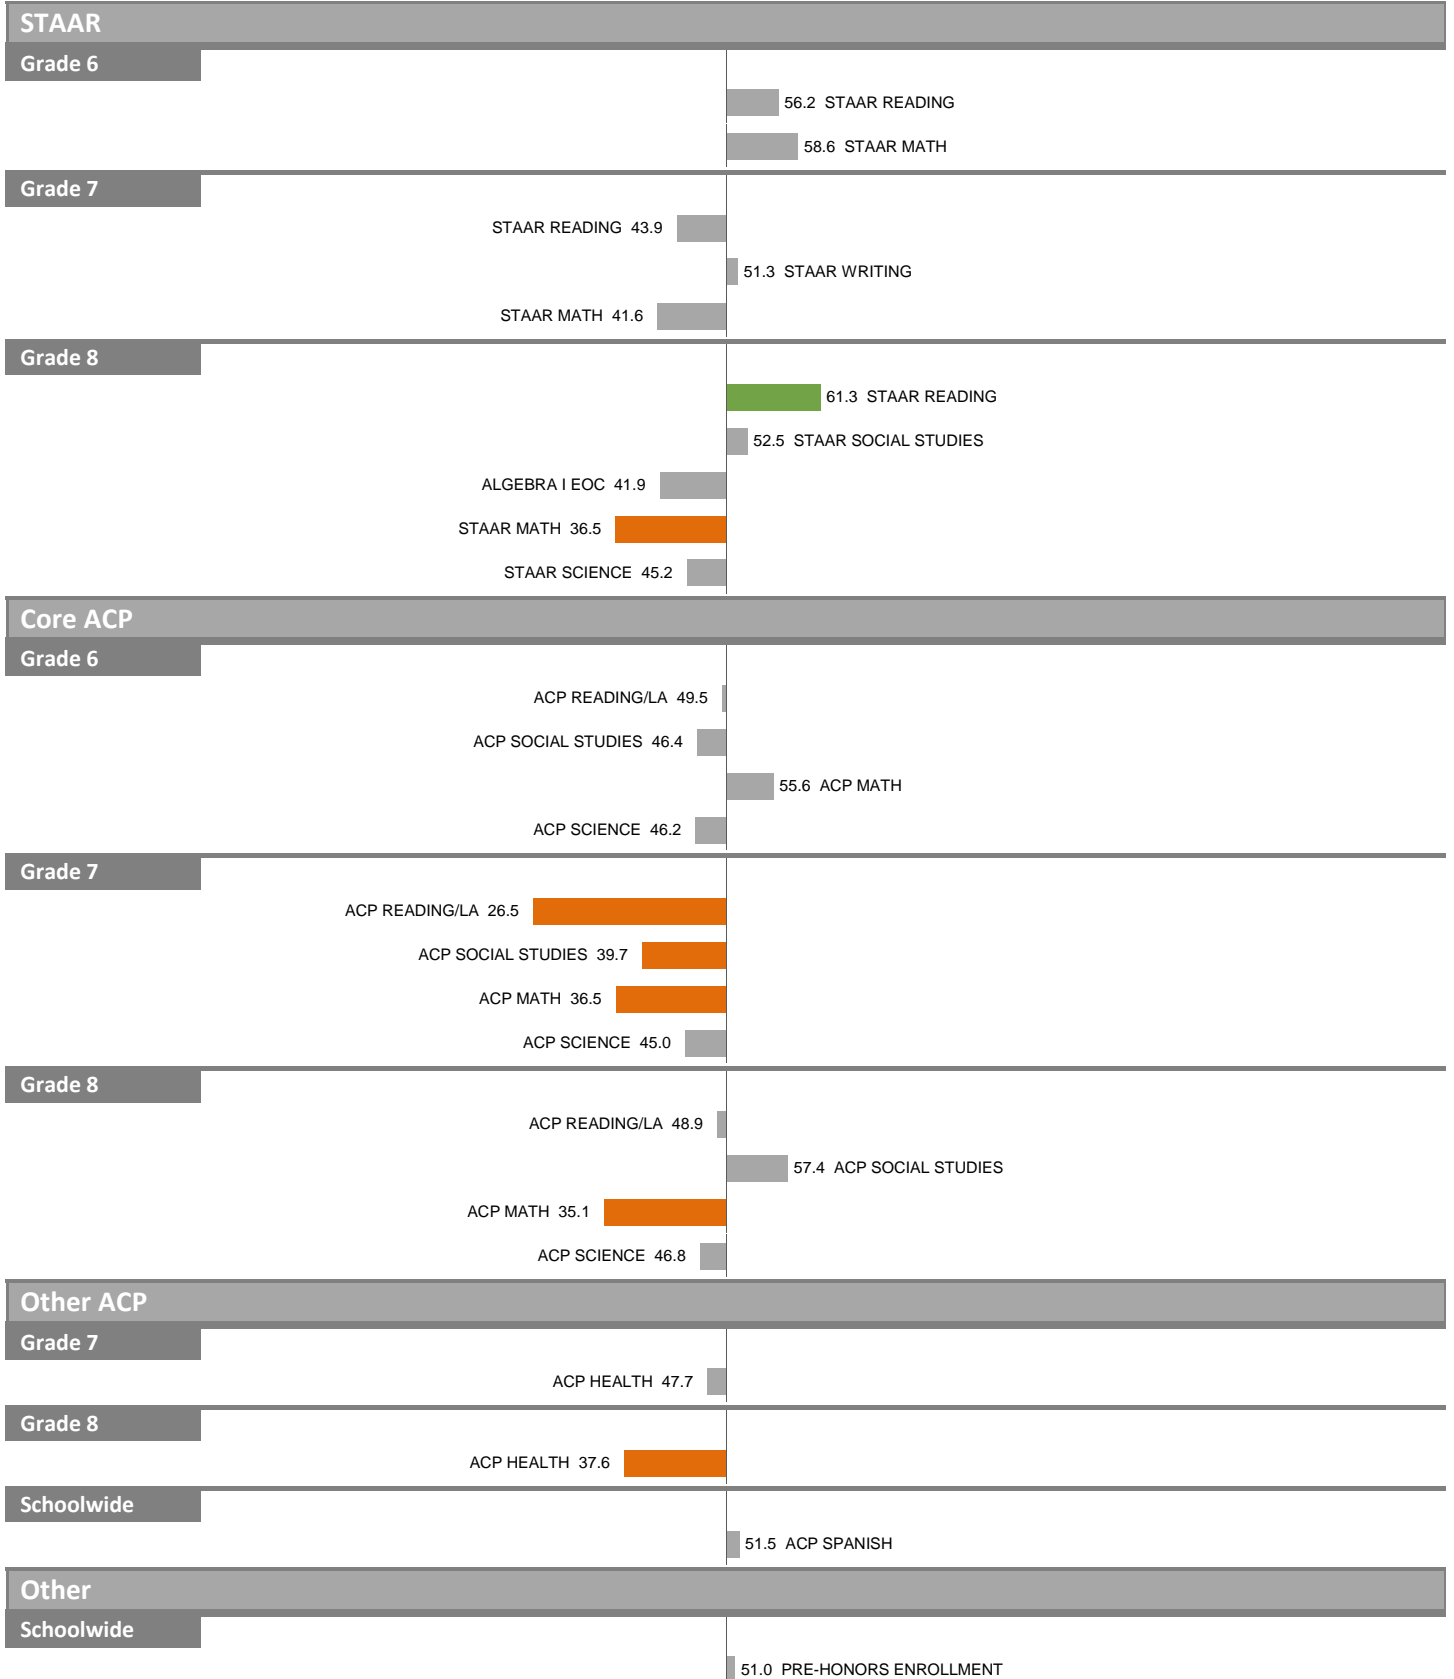 STAAR
Grade 6
56.2 STAAR READING
58.6 STAAR MATH
Grade 7
STAAR READING 43.9
51.3 STAAR WRITING
STAAR MATH 41.6
Grade 8
61.3 STAAR READING
52.5 STAAR SOCIAL STUDIES
ALGEBRA I EOC 41.9
STAAR MATH 36.5
STAAR SCIENCE 45.2
Core ACP
Grade 6
ACP READING/LA 49.5
ACP SOCIAL STUDIES 46.4
55.6 ACP MATH
ACP SCIENCE 46.2
Grade 7
ACP READING/LA 26.5
ACP SOCIAL STUDIES 39.7
ACP MATH 36.5
ACP SCIENCE 45.0
Grade 8
ACP READING/LA 48.9
57.4 ACP SOCIAL STUDIES
ACP MATH 35.1
ACP SCIENCE 46.8
Other ACP
Grade 7
ACP HEALTH 47.7
Grade 8
ACP HEALTH 37.6
Schoolwide
51.5 ACP SPANISH
Other
Schoolwide
51.0 PRE-HONORS ENROLLMENT